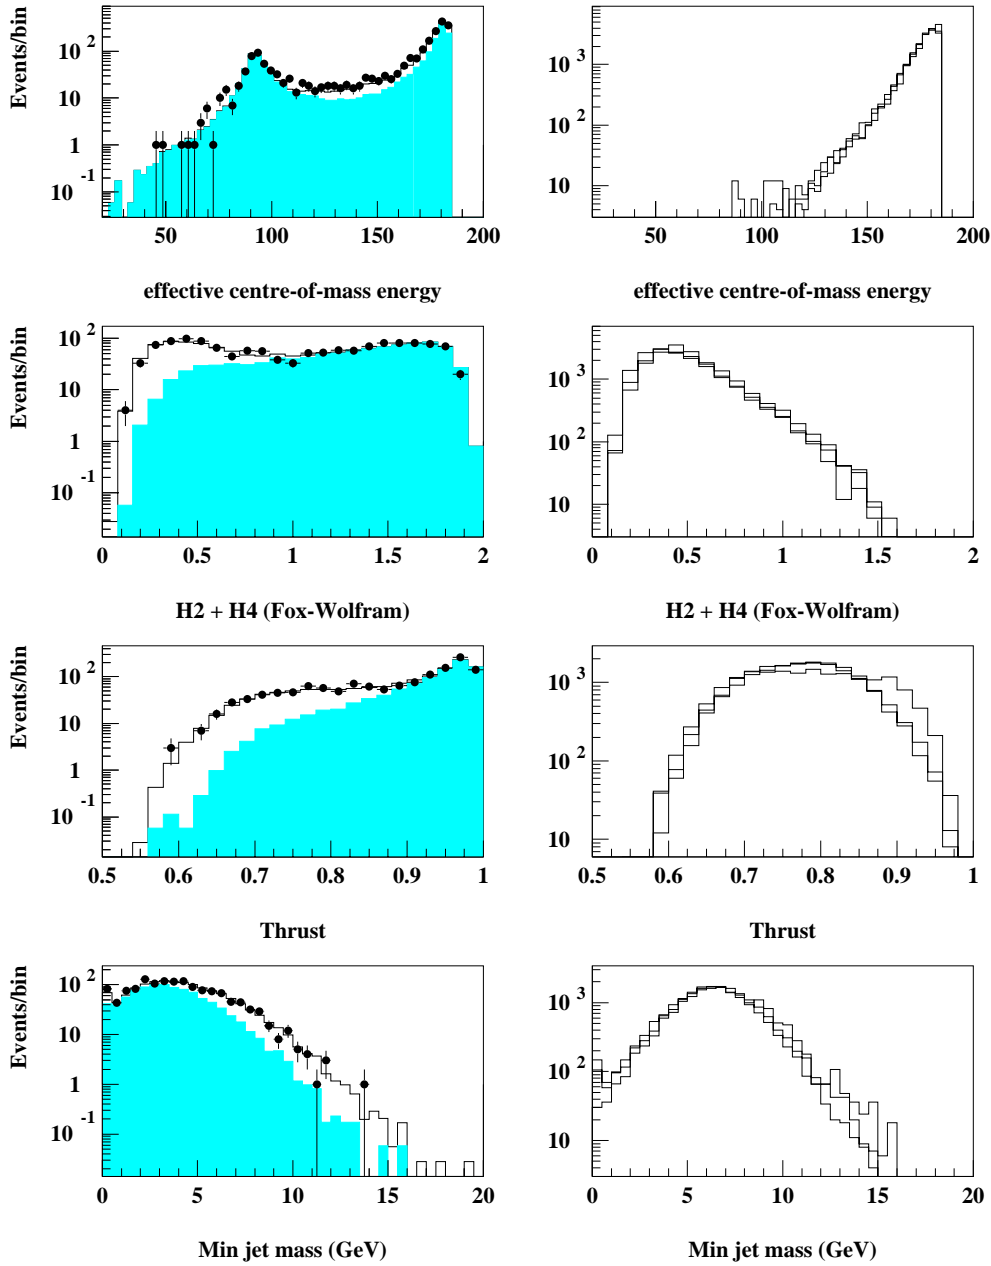 Events/bin
10 2
10
1
10 -1
50 100 150 200
effective centre-of-mass energy
10 3
10 2
10
50 100 150 200
effective centre-of-mass energy
Events/bin
10 2
10
1
10 -1
0 0.5 1 1.5 2
H2 + H4 (Fox-Wolfram)
10 3
10 2
10
0 0.5 1 1.5 2
H2 + H4 (Fox-Wolfram)
Events/bin
10 2
10
1
10 -1
0.5 0.6 0.7 0.8 0.9 1
Thrust
10 3
10 2
10
0.5 0.6 0.7 0.8 0.9 1
Thrust
Events/bin
10 2
10
1
10 -1
0 5 10 15 20
Min jet mass (GeV)
10 3
10 2
10
0 5 10 15 20
Min jet mass (GeV)